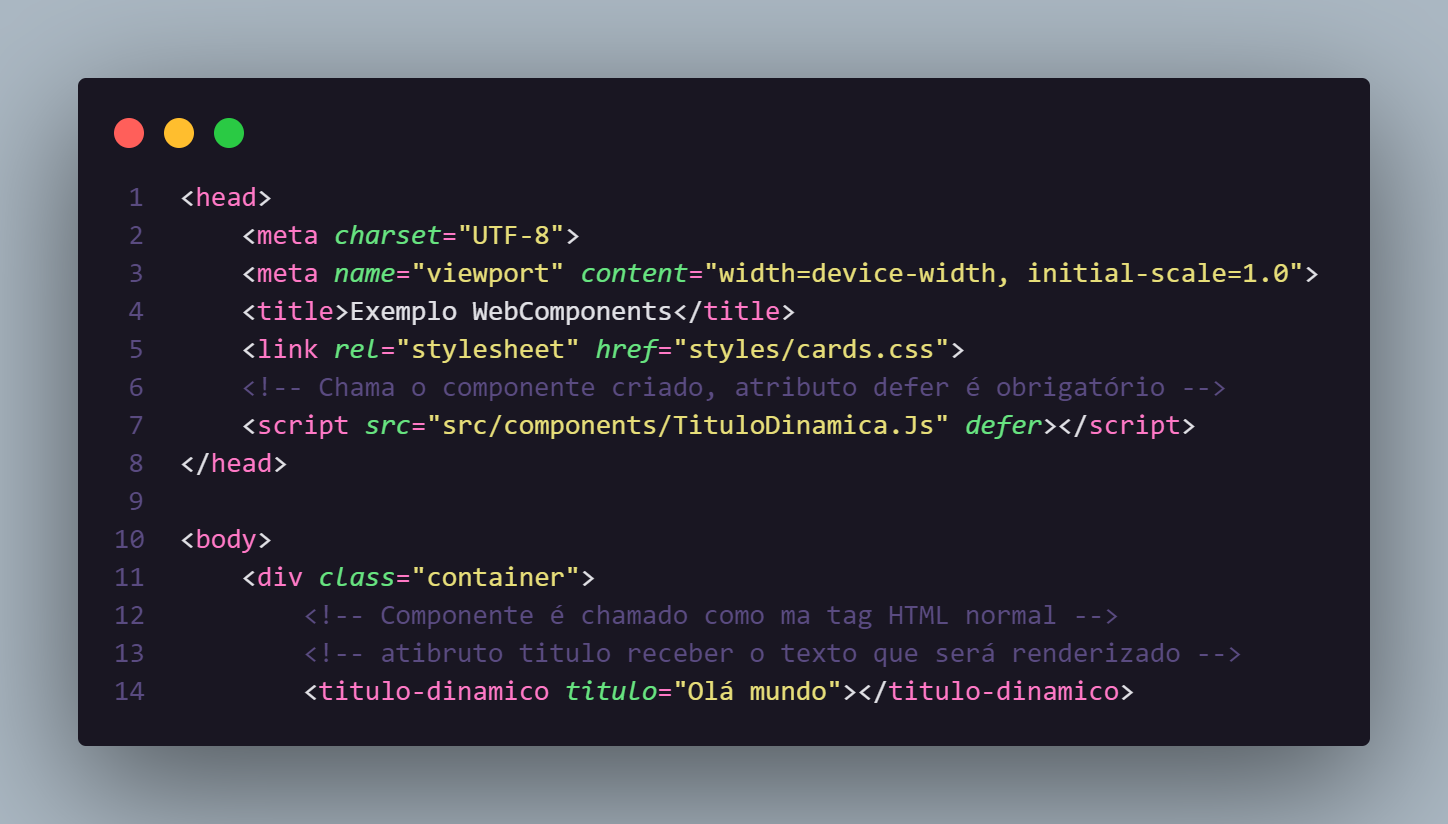 1 <head>
2 <meta charset="UTF-8">
3 <meta name="viewport" content="width=device-width, initial-scale=1.0">
4 <title>Exemplo WebComponents</title>
5 <link rel="stylesheet" href="styles/cards.css">
6 <!-- Chama o componente criado, atributo defer é obrigatório -->
7 <script src="src/components/TituloDinamica.Js" defer></script>
8 </head>
9
10 <body>
11 <div class="container">
12 <!-- Componente é chamado como ma tag HTML normal -->
13 <!-- atibruto titulo receber o texto que será renderizado -->
14 <titulo-dinamico titulo="Olá mundo"></titulo-dinamico>